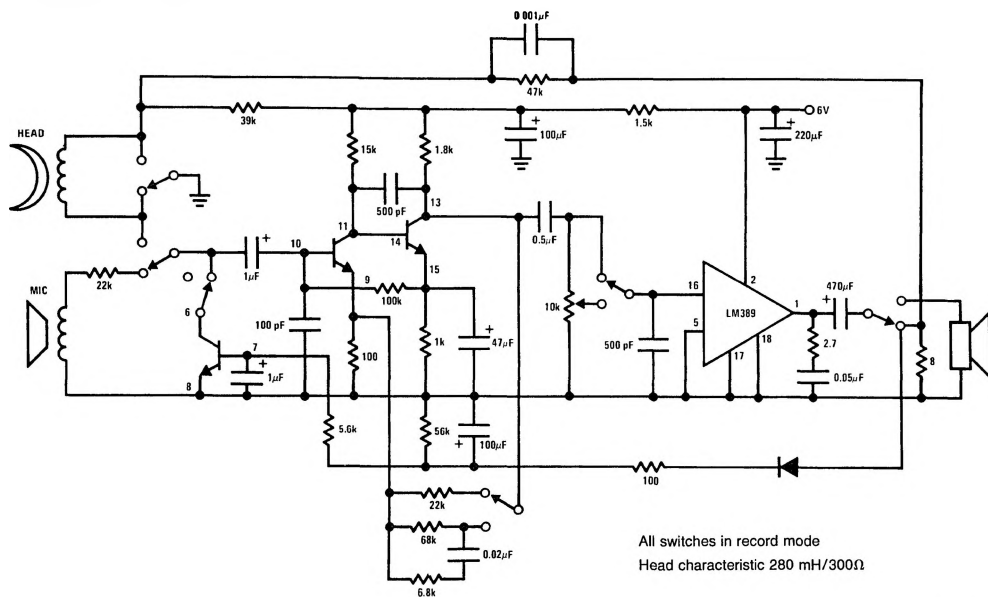 0 001µF
47k
6V
39k
1.5k
HEAD
15k
1.8k
+
100µF
+
220µF
500 pF
13
11
14
0.5µF
10
+
1µF
9
15
16
2
1
+
470µF
LM389
MIC
22k
100k
10k
5
6
100 pF
1k
+
47µF
500 pF
17
18
2.7
8
7
100
0.05µF
8
+
1µF
5.6k
56k
+
100µF
100
22k
68k
0.02µF
6.8k
All switches in record mode
Head characteristic 280 mH/300Ω